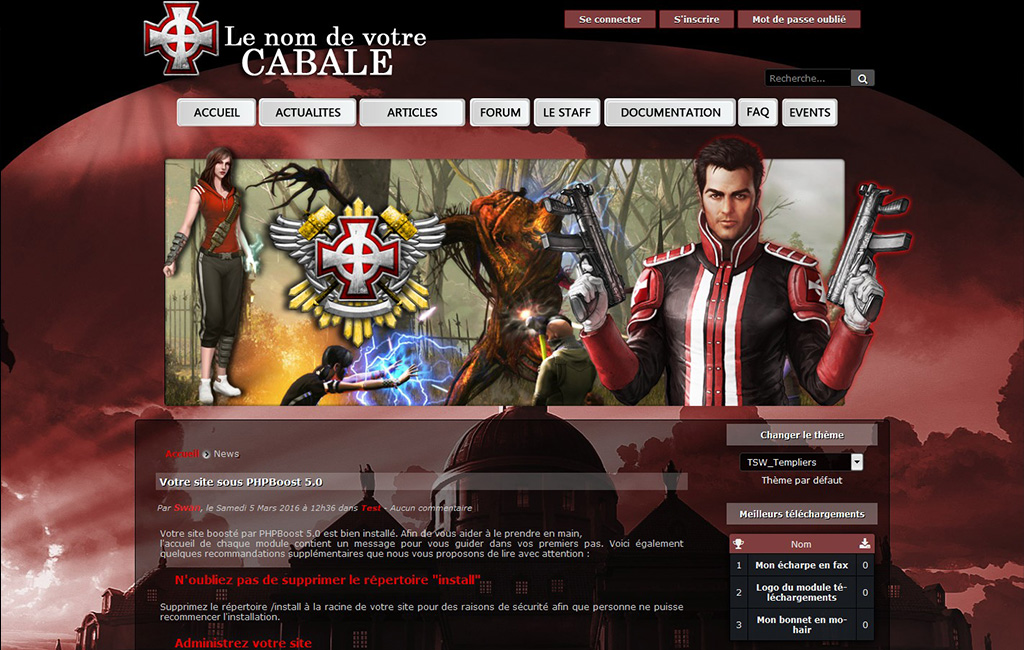 Se connecter
S'inscrire
Mot de passe oublié
Le nom de votre
CABALE
Recherche...
ACCUEIL
ACTUALITES
ARTICLES
FORUM
LE STAFF
DOCUMENTATION
FAQ
EVENTS
Accueil News
Votre site sous PHPBoost 5.0
Par Swan, le Samedi 5 Mars 2016 à 12h36 dans Test - Aucun commentaire
Votre site boosté par PHPBoost 5.0 est bien installé. Afin de vous aider à le prendre en main,
l'accueil de chaque module contient un message pour vous guider dans vos premiers pas. Voici également
quelques recommandations supplémentaires que nous vous proposons de lire avec attention :
N'oubliez pas de supprimer le répertoire "install"
Supprimez le répertoire /install à la racine de votre site pour des raisons de sécurité afin que personne ne puisse
recommencer l'installation.
Administrez votre site
Changer le thème
TSW_Templiers
Thème par défaut
Meilleurs téléchargements
Nom
1 Mon écharpe en fax 0
Logo du module té-
2 0
léchargements
Mon bonnet en mo-
3 0
hair